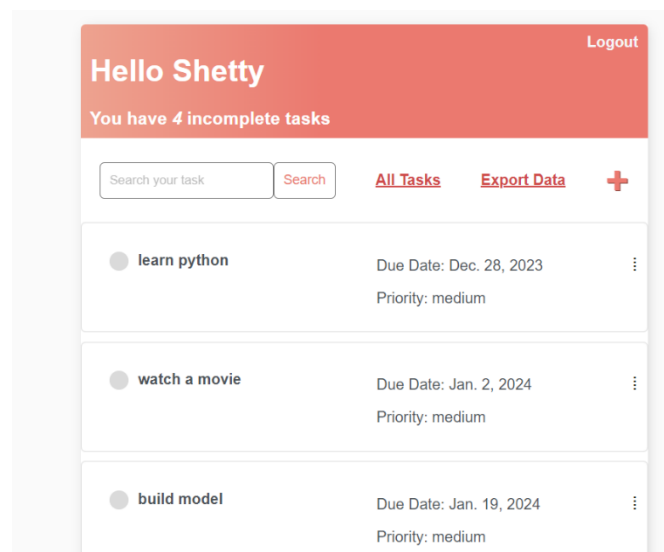 Logout
Hello Shetty
You have 4 incomplete tasks
Search your task Search All Tasks Export Data
learn python
Due Date: Dec. 28, 2023
Priority: medium
watch a movie
Due Date: Jan. 2, 2024
Priority: medium
build model
Due Date: Jan. 19, 2024
Priority: medium